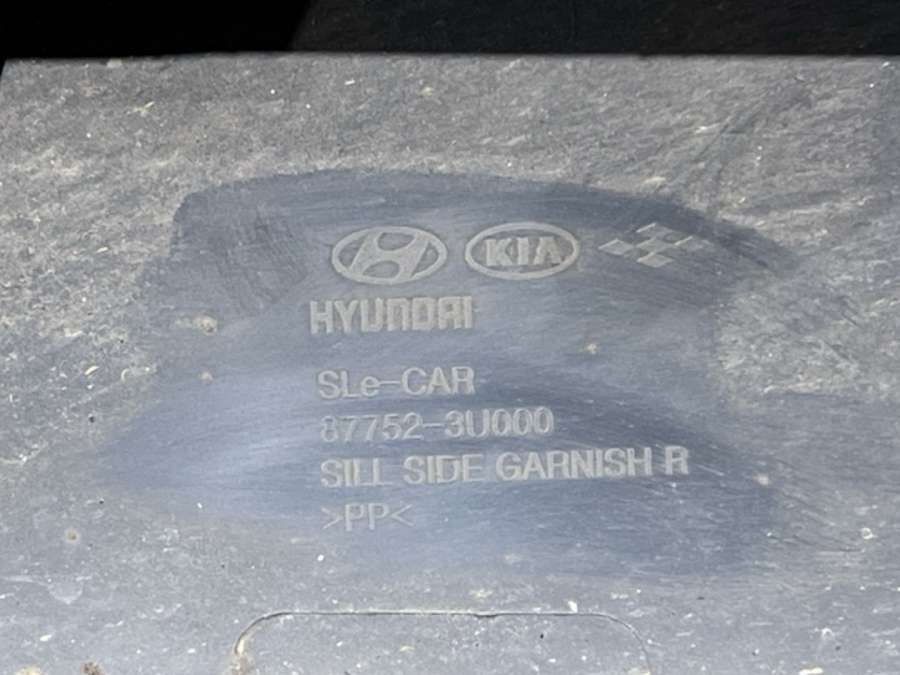 KIA
HYUNDAI
SLe-CAR
87752-3U000
SILL SIDE GARNISH R
>PP<